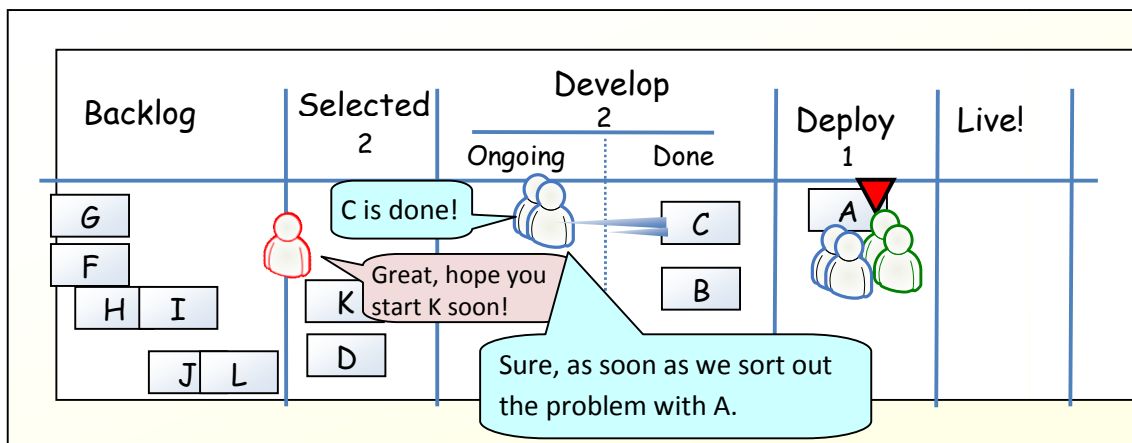 Backlog
Selected
2
Develop
2
Ongoing
Done
Deploy
1
Live!
G
F
H I
J L
C is done!
Great, hope you
start K soon!
K
D
C
B
A
Sure, as soon as we sort out
the problem with A.